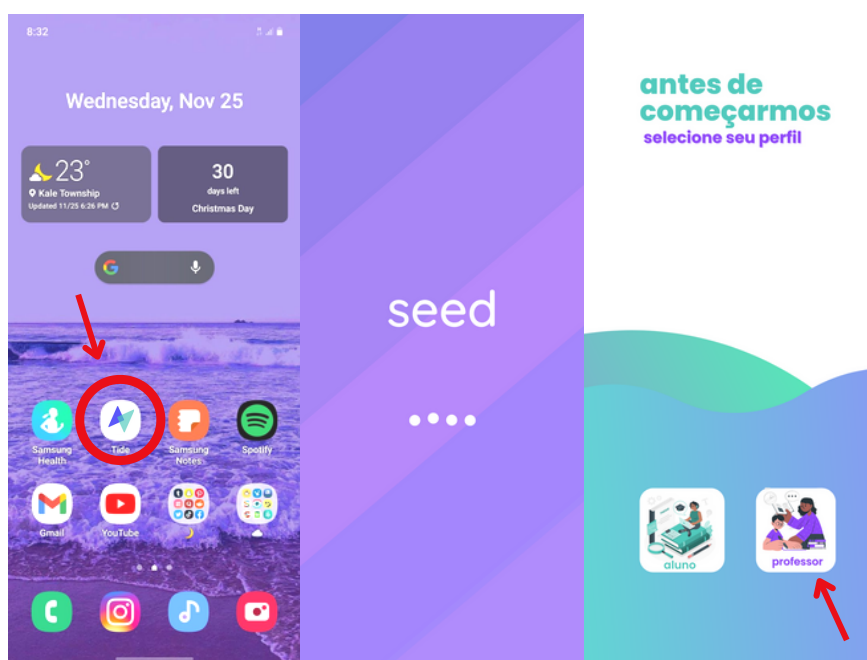 8:32
Wednesday, Nov 25
23°
Kale Township
Updated 11/25 6:26 PM
30
days left
Christmas Day
Samsung Health
Tide
Samsung Notes
Spotify
Gmail
YouTube
seed
antes de
começarmos
selecione seu perfil
aluno
professor